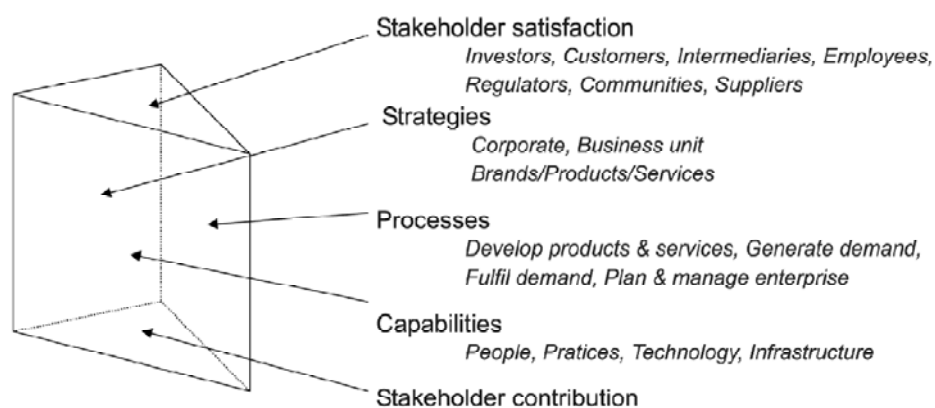 Stakeholder satisfaction
Investors, Customers, Intermediaries, Employees,
Regulators, Communities, Suppliers
Strategies
Corporate, Business unit
Brands/Products/Services
Processes
Develop products & services, Generate demand,
Fulfil demand, Plan & manage enterprise
Capabilities
People, Pratices, Technology, Infrastructure
Stakeholder contribution